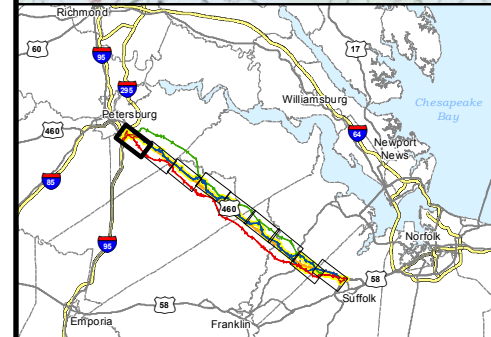 Richmond
60
95
17
295
Williamsburg
Chesapeake
Bay
Petersburg
460
64
Newport
News
85
460
95
Norfolk
58
Suffolk
58
Emporia
Franklin